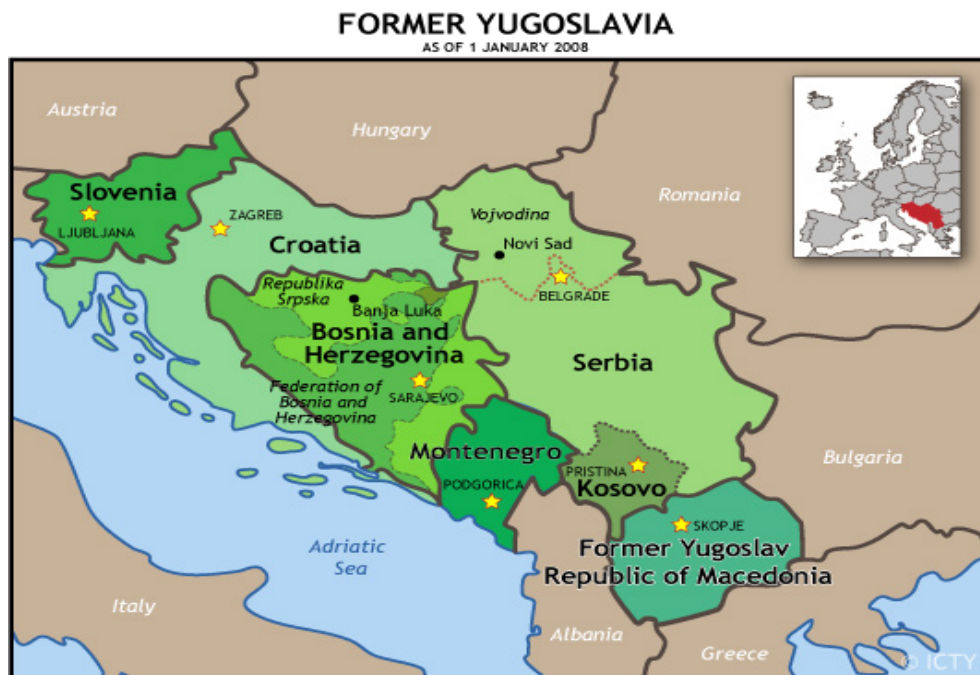 FORMER YUGOSLAVIA
AS OF 1 JANUARY 2008
Austria
Hungary
Romania
Slovenia
LJUBLJANA
ZAGREB
Croatia
Vojvodina
Novi Sad
BELGRADE
Republika
Srpska
Banja Luka
Bosnia and
Herzegovina
Federation of
Bosnia and
Herzegovina
SARAJEVO
Serbia
Montenegro
PODGORICA
PRISTINA
Kosovo
Bulgaria
SKOPJE
Former Yugoslav
Republic of Macedonia
Adriatic
Sea
Italy
Albania
Greece
© ICTY